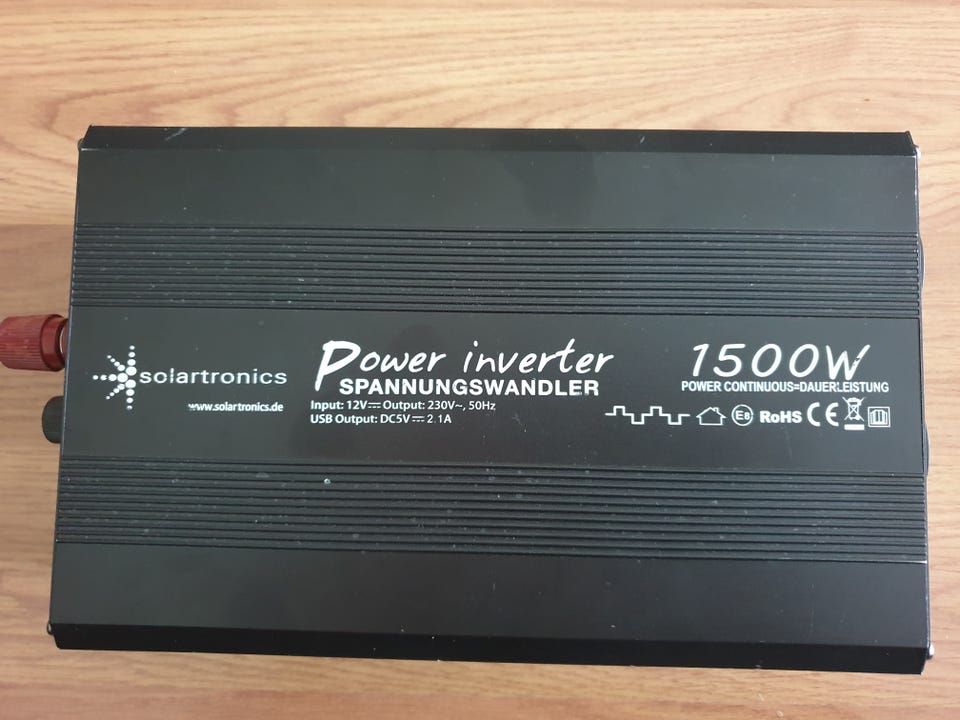 solartronics
www.solartronics.de
Power inverter
SPANNUNGSWANDLER
Input: 12V⎓ Output: 230V~, 50Hz
USB Output: DC5V ⎓ 2.1A
1500W
POWER CONTINUOUS=DAUERLEISTUNG
E8 RoHS CE